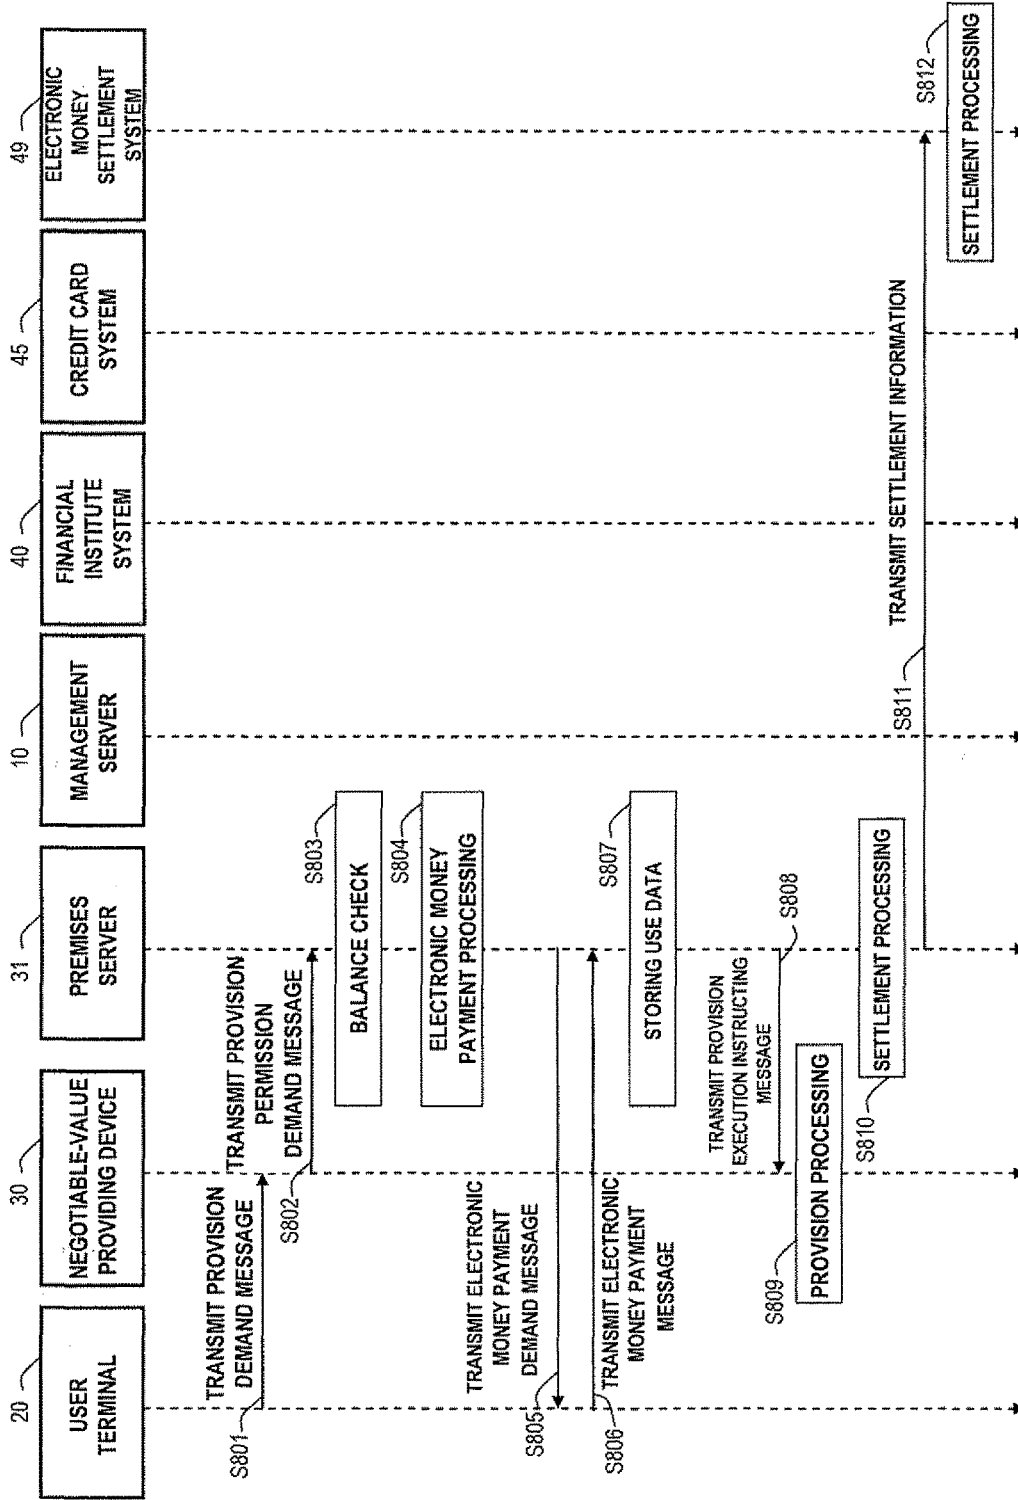 20
USER
TERMINAL
30
NEGOTIABLE-VALUE
PROVIDING DEVICE
31
PREMISES
SERVER
10
MANAGEMENT
SERVER
40
FINANCIAL
INSTITUTE
SYSTEM
45
CREDIT CARD
SYSTEM
49
ELECTRONIC
MONEY
SETTLEMENT
SYSTEM
TRANSMIT PROVISION
DEMAND MESSAGE
S801
TRANSMIT PROVISION
PERMISSION
DEMAND MESSAGE
S802
S803
BALANCE CHECK
S804
ELECTRONIC MONEY
PAYMENT PROCESSING
TRANSMIT ELECTRONIC
MONEY PAYMENT
DEMAND MESSAGE
S805
S806
TRANSMIT ELECTRONIC
MONEY PAYMENT
MESSAGE
S807
STORING USE DATA
TRANSMIT PROVISION
EXECUTION INSTRUCTING
MESSAGE
S808
S809
PROVISION PROCESSING
S810
SETTLEMENT PROCESSING
TRANSMIT SETTLEMENT INFORMATION
S811
S812
SETTLEMENT PROCESSING